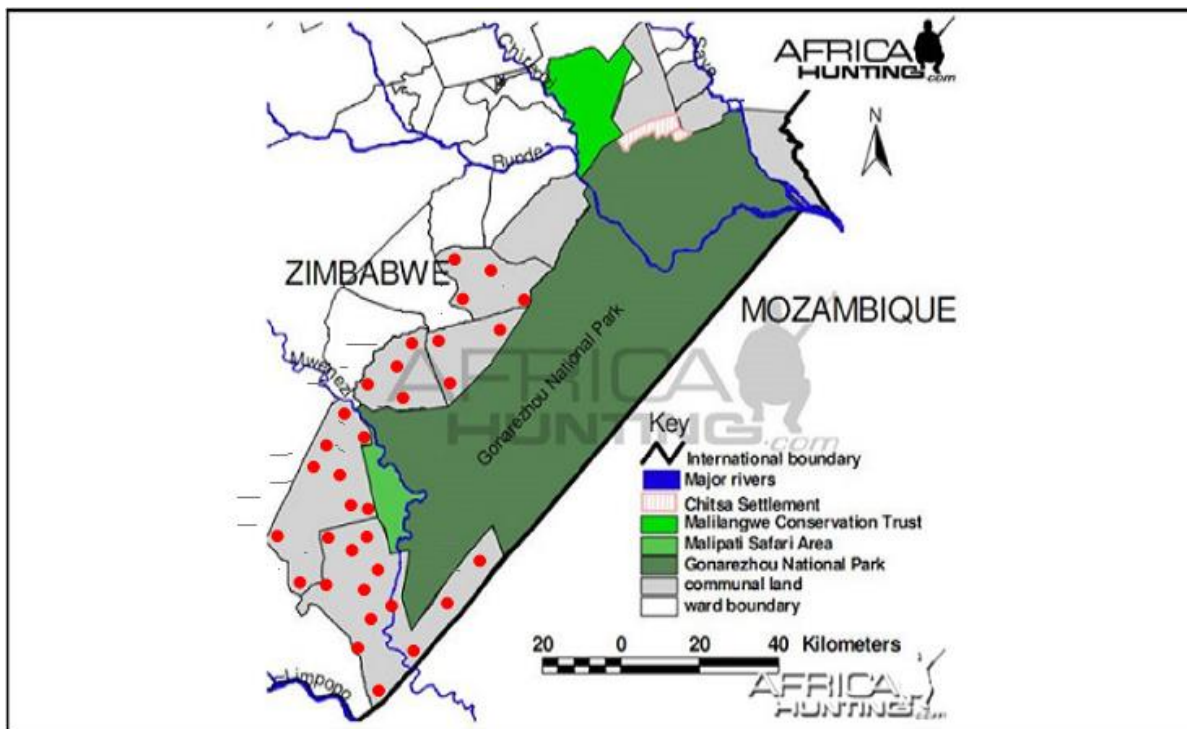 AFRICA
HUNTING.com
Chiredzi
Save
N
Runde
ZIMBABWE
MOZAMBIQUE
Mwenezi
Gonarezhou National Park
AFRICA
HUNTING.com
Key
International boundary
Major rivers
Chitsa Settlement
Malilangwe Conservation Trust
Malipati Safari Area
Gonarezhou National Park
communal land
ward boundary
20 0 20 40 Kilometers
Limpopo
AFRICA
HUNTING.com